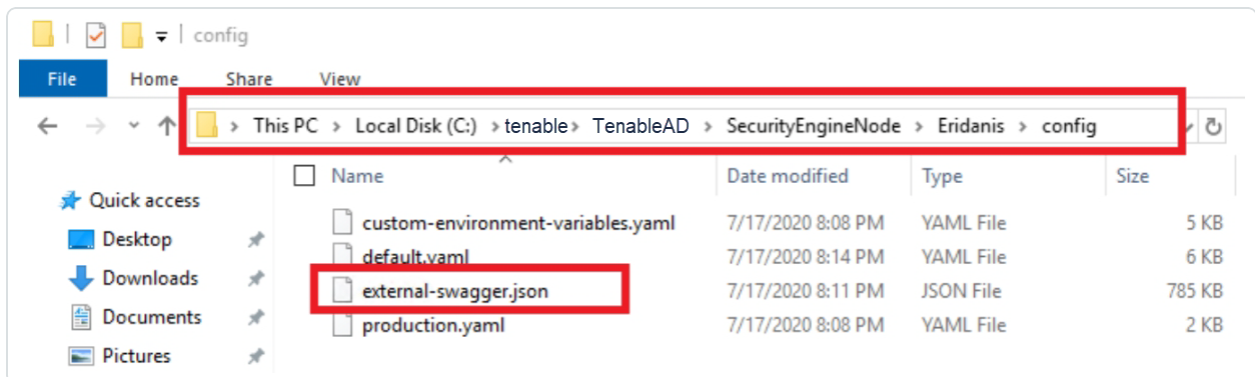 config
File Home Share View
This PC > Local Disk (C:) > tenable > TenableAD > SecurityEngineNode > Eridanis > config
Name Date modified Type Size
Quick access
Desktop
Downloads
Documents
Pictures
custom-environment-variables.yaml 7/17/2020 8:08 PM YAML File 5 KB
default.yaml 7/17/2020 8:14 PM YAML File 6 KB
external-swagger.json 7/17/2020 8:11 PM JSON File 785 KB
production.yaml 7/17/2020 8:08 PM YAML File 2 KB